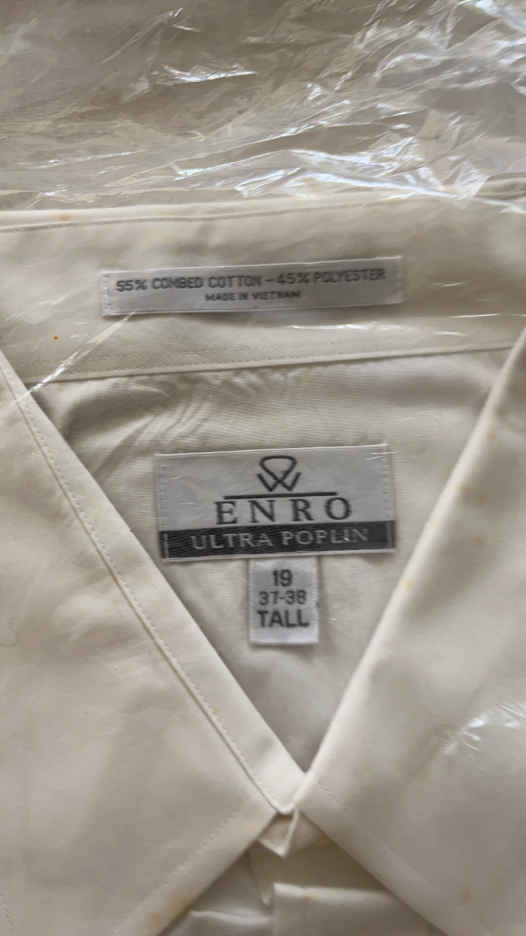 55% COMBED COTTON - 45% POLYESTER
MADE IN VIETNAM
ENRO
ULTRA POPLIN
19
37-38
TALL